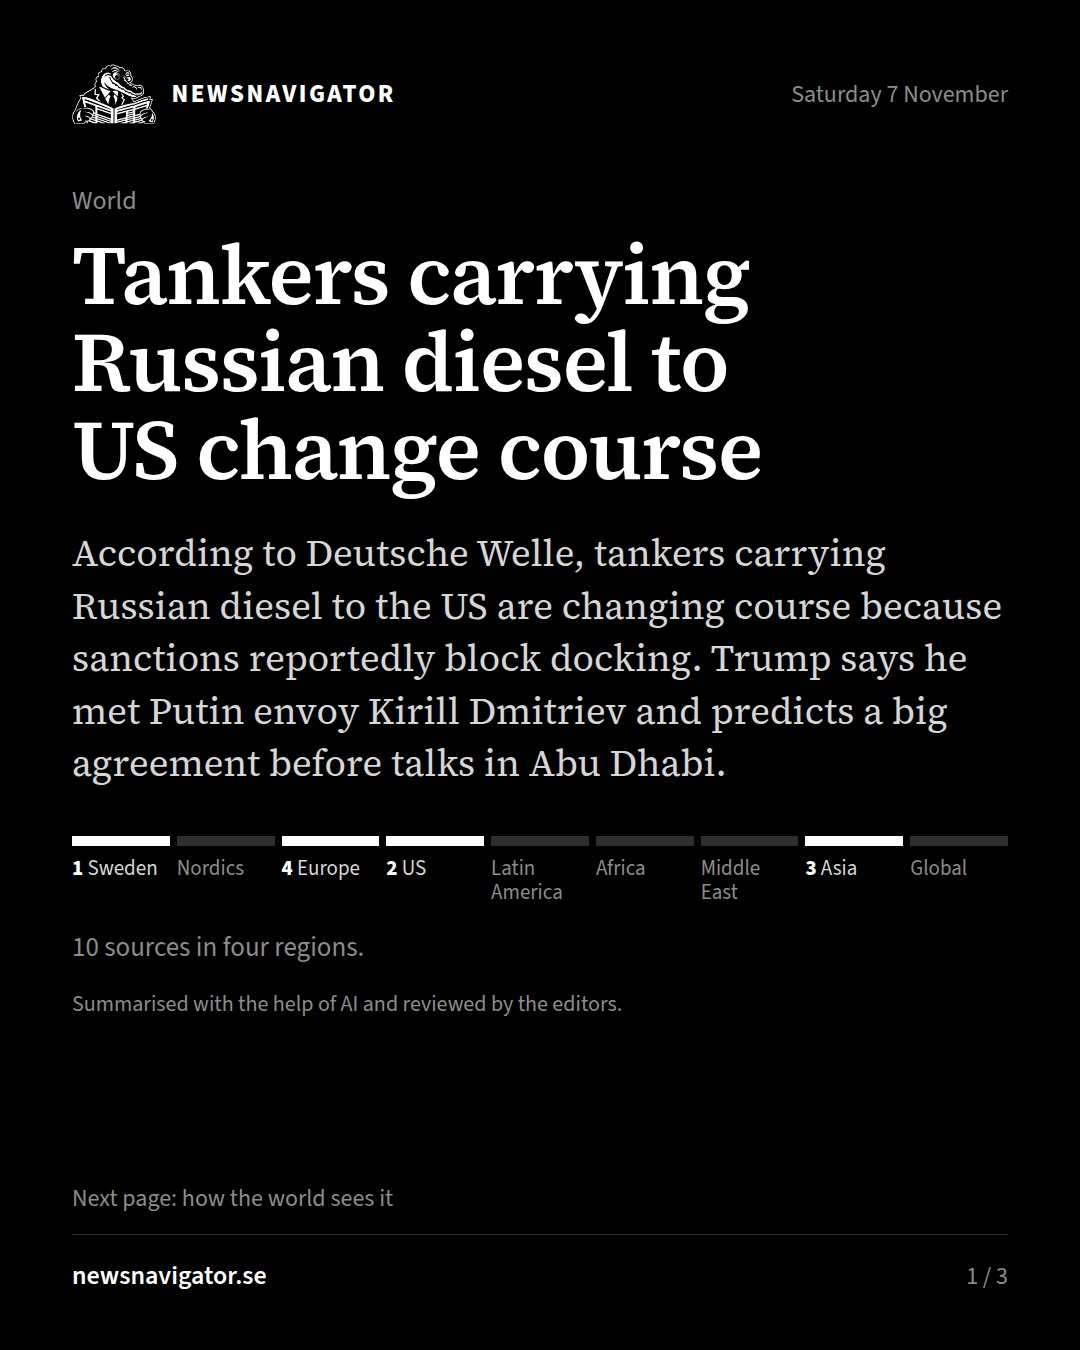 NEWSNAVIGATOR
Saturday 7 November
World
Tankers carrying
Russian diesel to
US change course
According to Deutsche Welle, tankers carrying
Russian diesel to the US are changing course because
sanctions reportedly block docking. Trump says he
met Putin envoy Kirill Dmitriev and predicts a big
agreement before talks in Abu Dhabi.
1 Sweden
Nordics
4 Europe
2 US
Latin
America
Africa
Middle
East
3 Asia
Global
10 sources in four regions.
Summarised with the help of AI and reviewed by the editors.
Next page: how the world sees it
newsnavigator.se
1 / 3